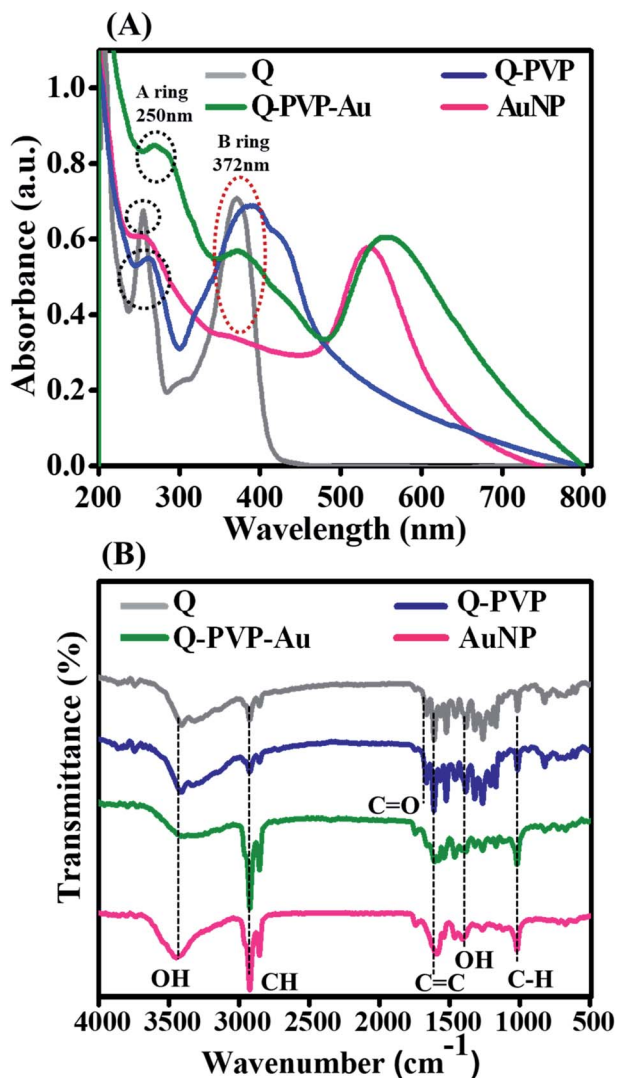 (A)
Q
Q-PVP
Q-PVP-Au
AuNP
A ring
250nm
B ring
372nm
1.0
0.8
0.6
0.4
0.2
0.0
Absorbance (a.u.)
200 300 400 500 600 700 800
Wavelength (nm)
(B)
Q
Q-PVP
Q-PVP-Au
AuNP
Transmittance (%)
C=O
OH
CH
C=C
OH
C-H
4000 3500 3000 2500 2000 1500 1000 500
Wavenumber (cm-1)